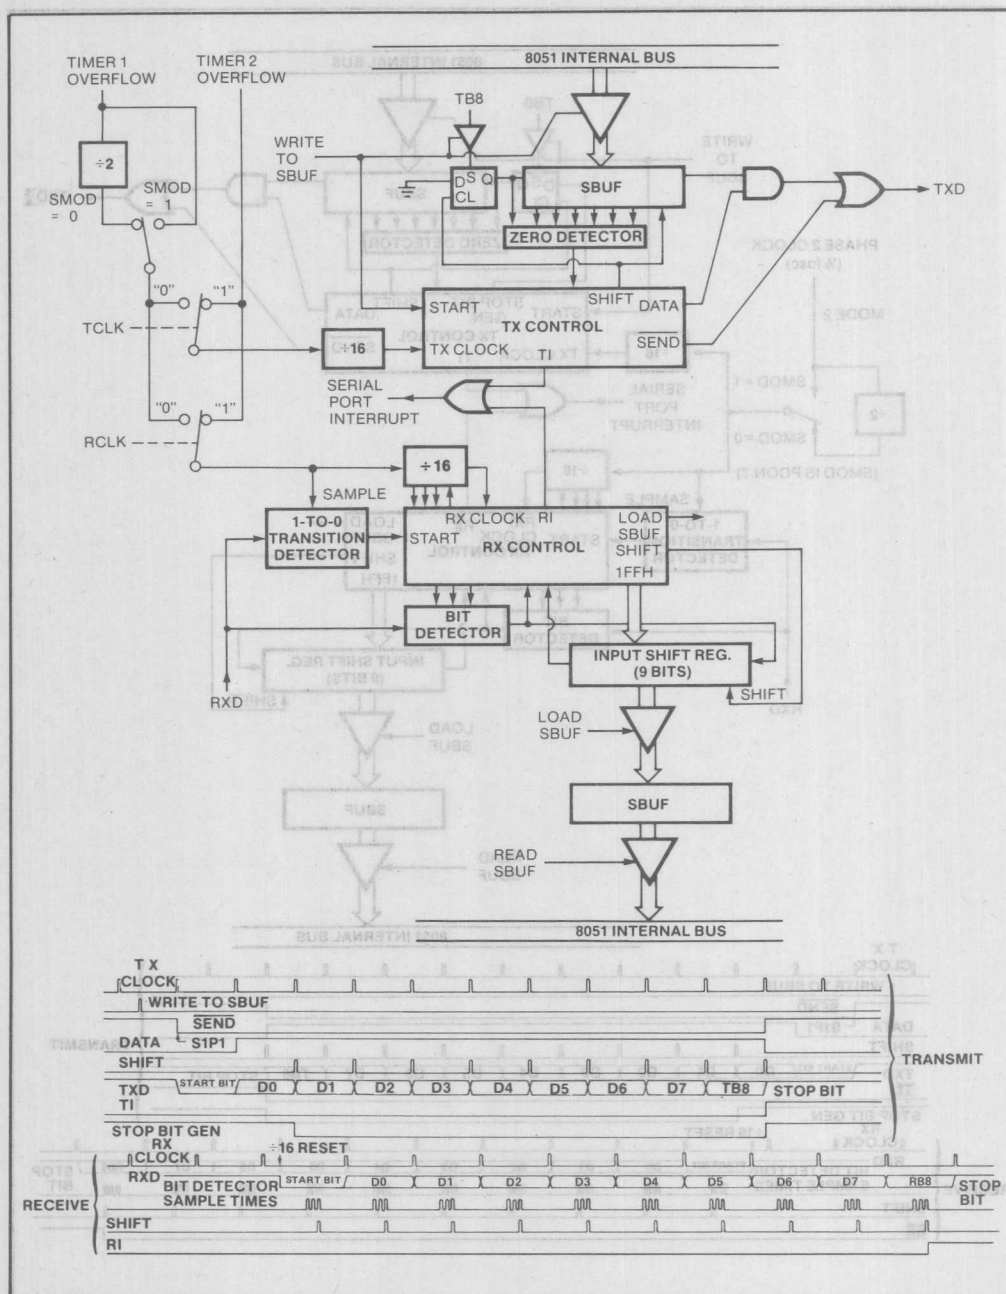 TIMER 1
OVERFLOW
TIMER 2
OVERFLOW
8051 INTERNAL BUS
TB8
WRITE
TO
SBUF
÷2
SMOD
= 1
SMOD
= 0
D S Q
CL
SBUF
TXD
ZERO DETECTOR
"0" "1"
TCLK
SHIFT
START
DATA
TX CONTROL
SEND
÷16
TX CLOCK
TI
SERIAL
PORT
INTERRUPT
"0" "1"
RCLK
÷16
SAMPLE
1-TO-0
TRANSITION
DETECTOR
RX CLOCK RI
START
RX CONTROL
LOAD
SBUF
SHIFT
1FFH
BIT
DETECTOR
INPUT SHIFT REG.
(9 BITS)
RXD
SHIFT
LOAD
SBUF
SBUF
READ
SBUF
8051 INTERNAL BUS
TX
CLOCK
WRITE TO SBUF
SEND
DATA S1P1
SHIFT
TXD START BIT D0 D1 D2 D3 D4 D5 D6 D7 TB8 STOP BIT
TI
STOP BIT GEN
TRANSMIT
÷16 RESET
RX
CLOCK
RXD START BIT D0 D1 D2 D3 D4 D5 D6 D7 RB8 STOP BIT
BIT DETECTOR
SAMPLE TIMES
RECEIVE
SHIFT
RI